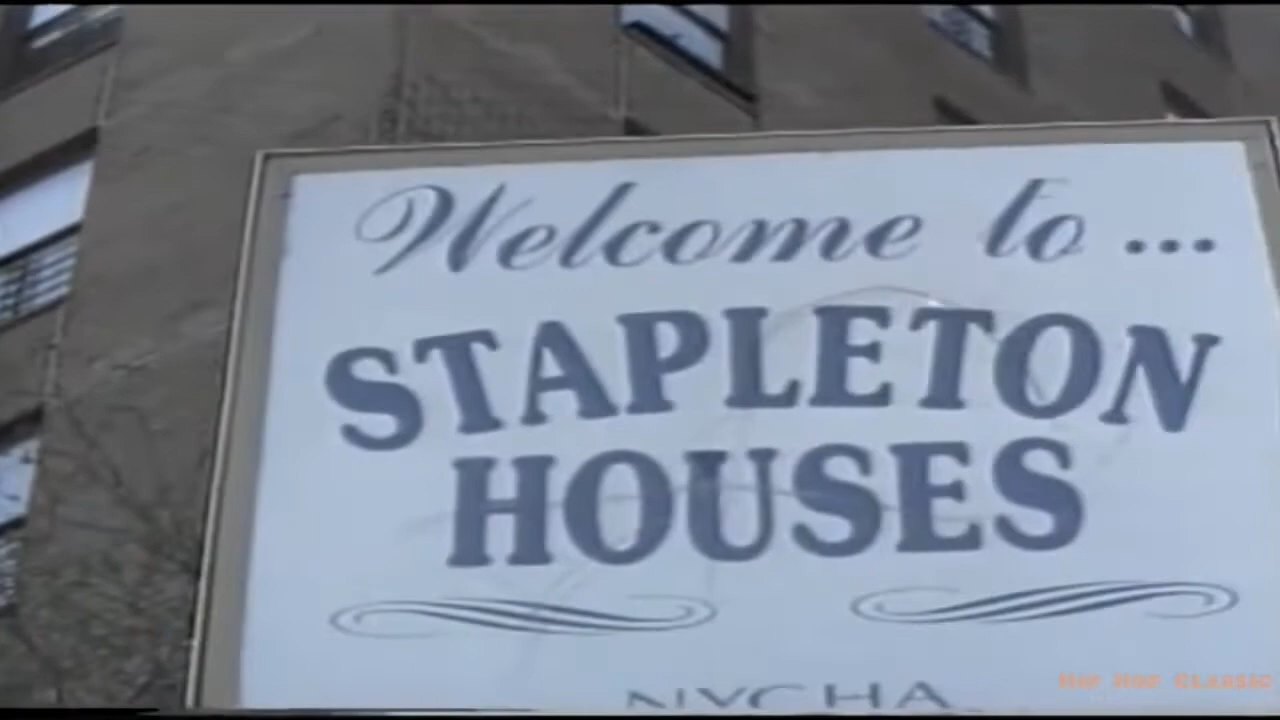 Welcome to...
STAPLETON
HOUSES
NYCHA
Hip Hop Classic